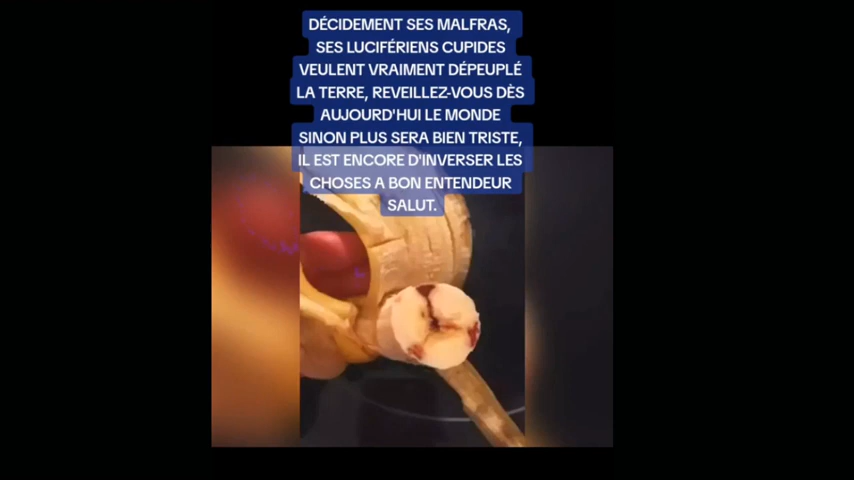 DÉCIDEMENT SES MALFRAS,
SES LUCIFÉRIENS CUPIDES
VEULENT VRAIMENT DÉPEUPLÉ
LA TERRE, REVEILLEZ-VOUS DÈS
AUJOURD'HUI LE MONDE
SINON PLUS SERA BIEN TRISTE,
IL EST ENCORE D'INVERSER LES
CHOSES A BON ENTENDEUR
SALUT.